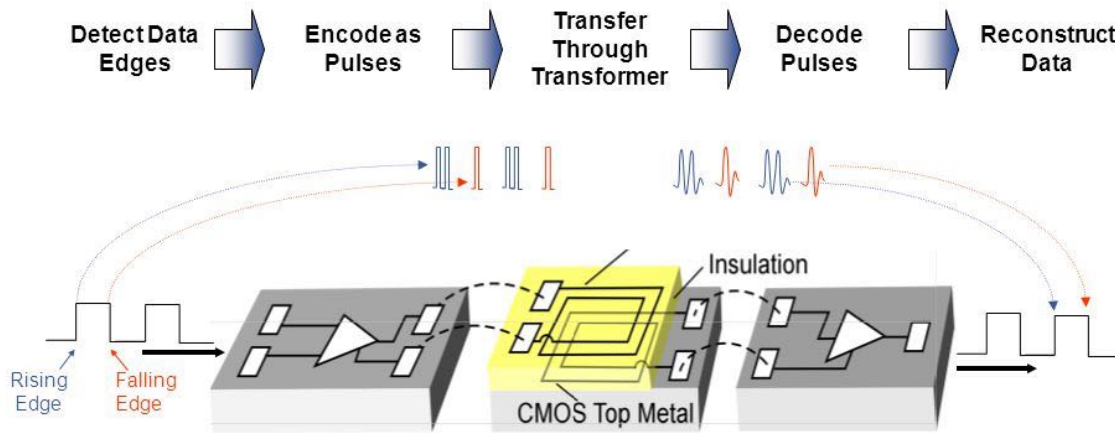 Detect Data
Edges
Encode as
Pulses
Transfer
Through
Transformer
Decode
Pulses
Reconstruct
Data
Insulation
Rising
Edge
Falling
Edge
CMOS Top Metal